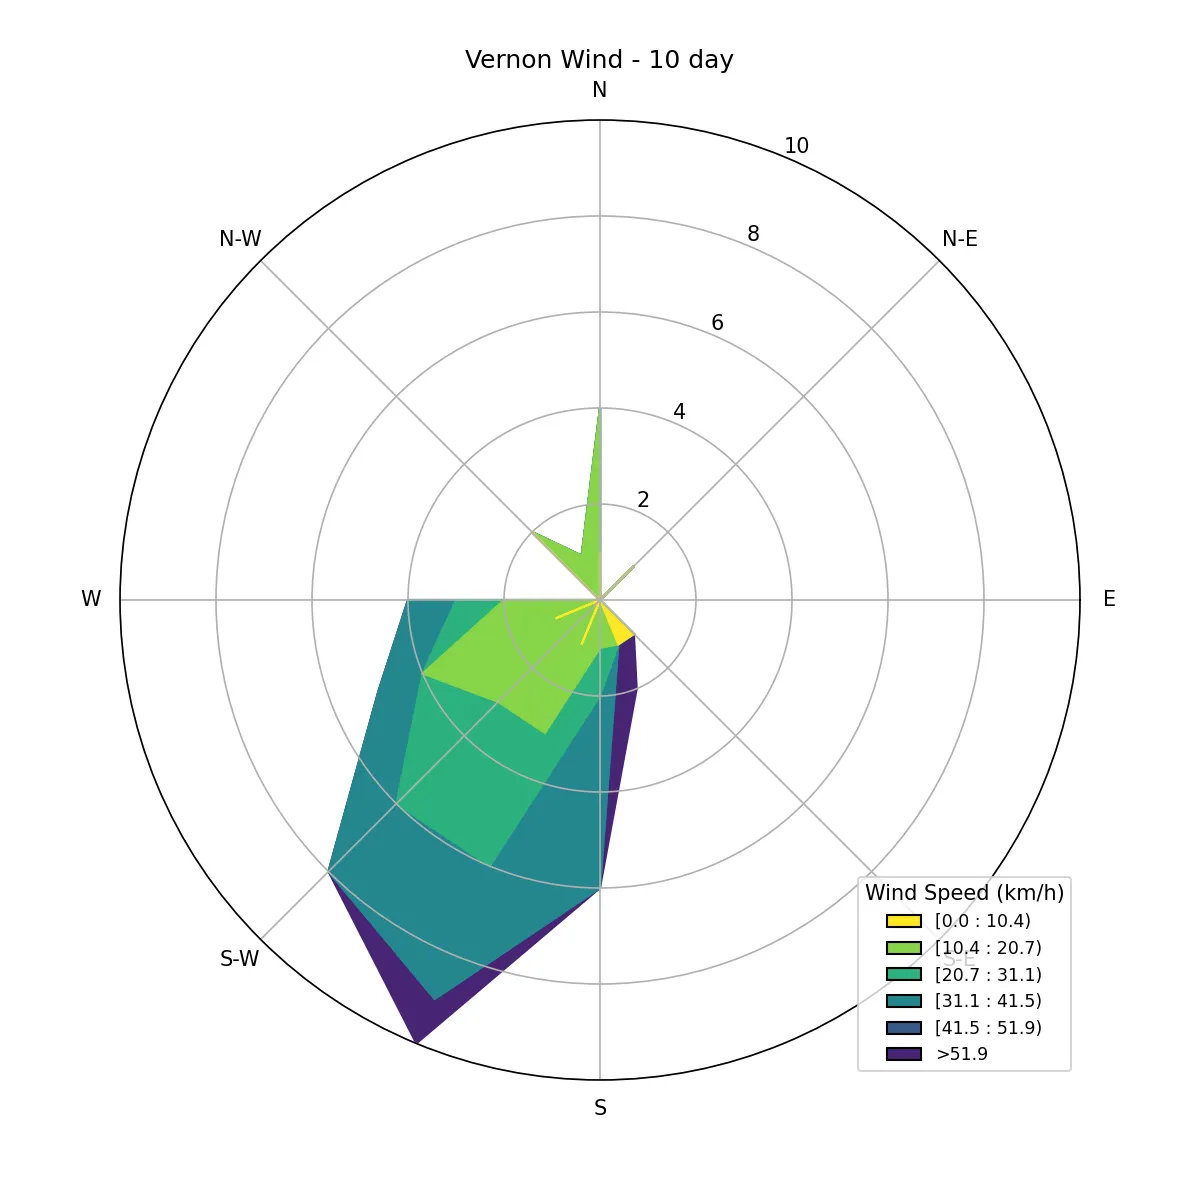 Vernon Wind - 10 day
N
10
N-W
N-E
8
6
4
2
W
E
Wind Speed (km/h)
[0.0 : 10.4)
[10.4 : 20.7)
S-W
S-E
[20.7 : 31.1)
[31.1 : 41.5)
[41.5 : 51.9)
>51.9
S